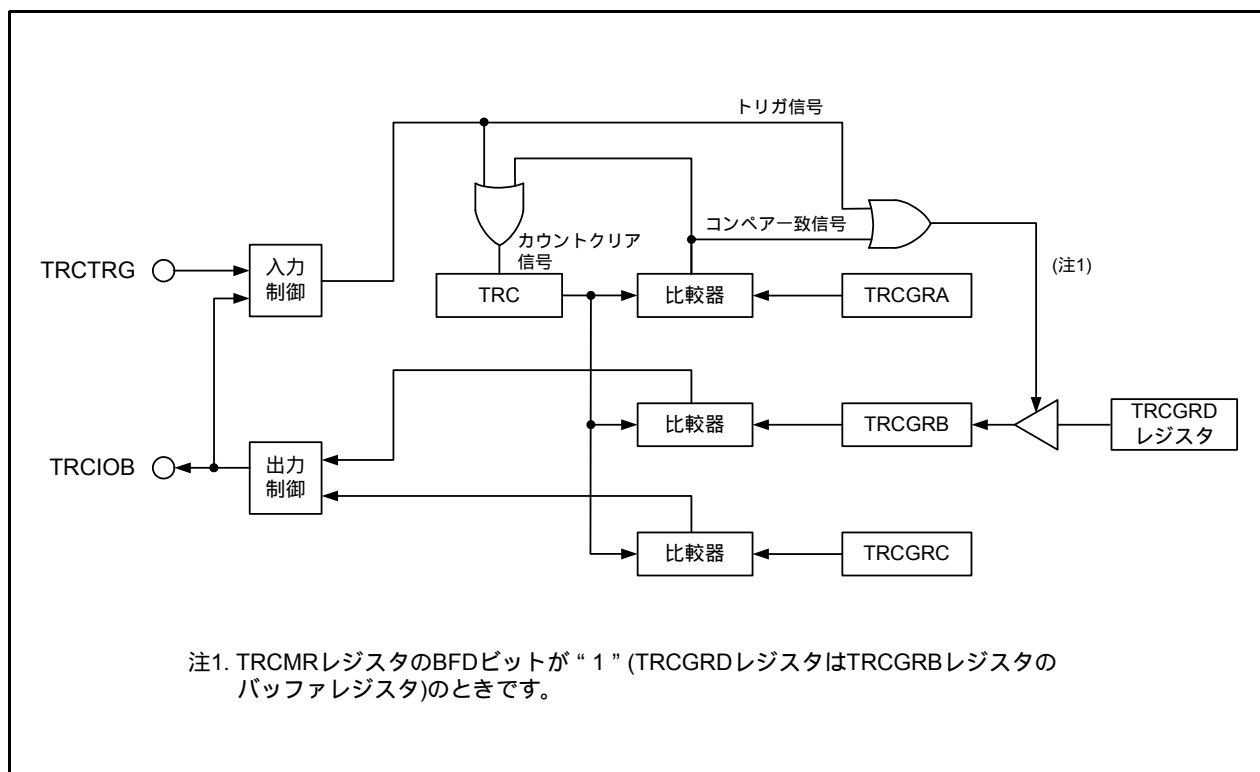 トリガ信号
コンペア一致信号
カウントクリア
信号
(注1)
TRCTRG
入力
制御
TRC
比較器
TRCGRA
比較器
TRCGRB
TRCGRD
レジスタ
TRCIOB
出力
制御
比較器
TRCGRC
注1. TRCMRレジスタのBFDビットが “ 1 ” (TRCGRDレジスタはTRCGRBレジスタの
バッファレジスタ)のときです。